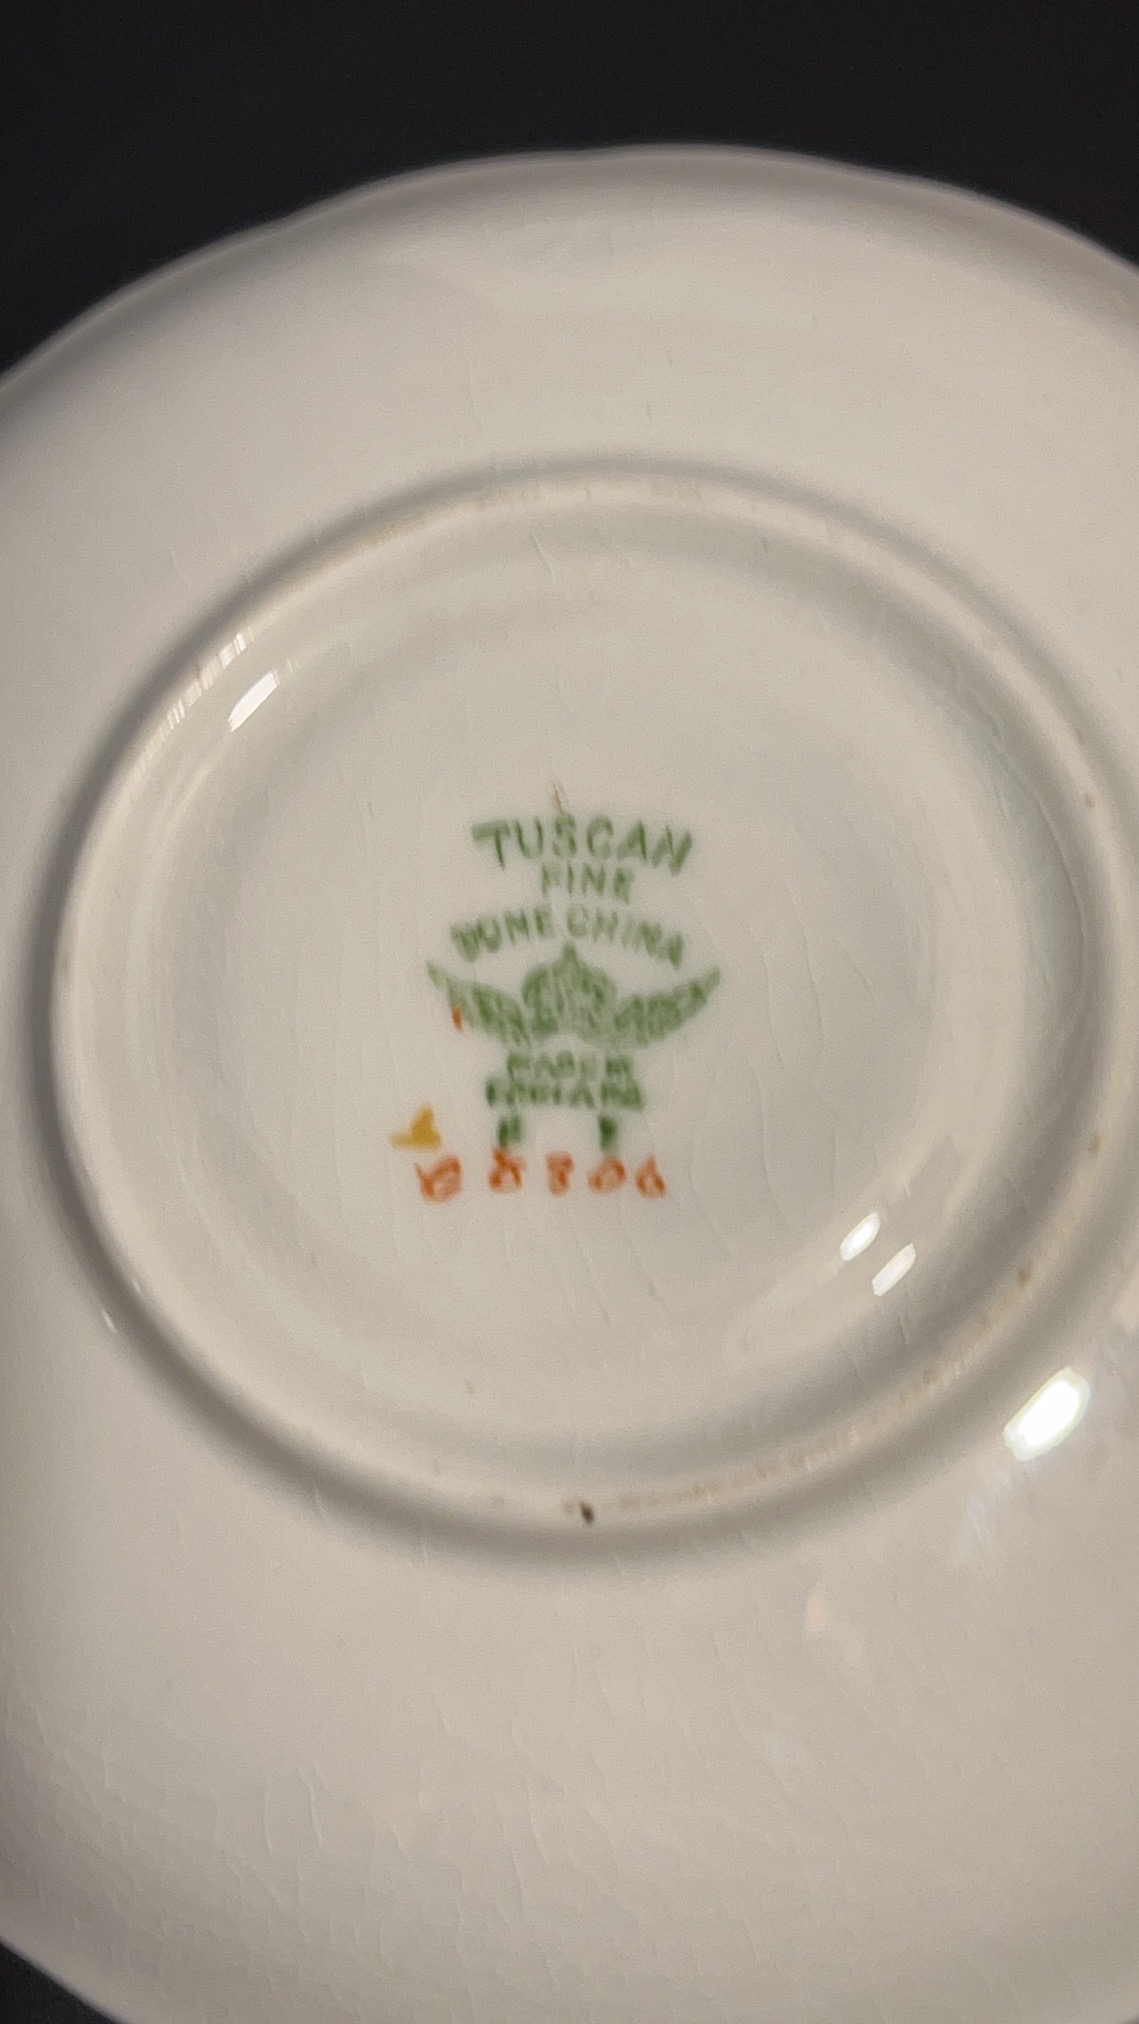 TUSCAN
FINE
BONE CHINA
MADE IN
ENGLAND